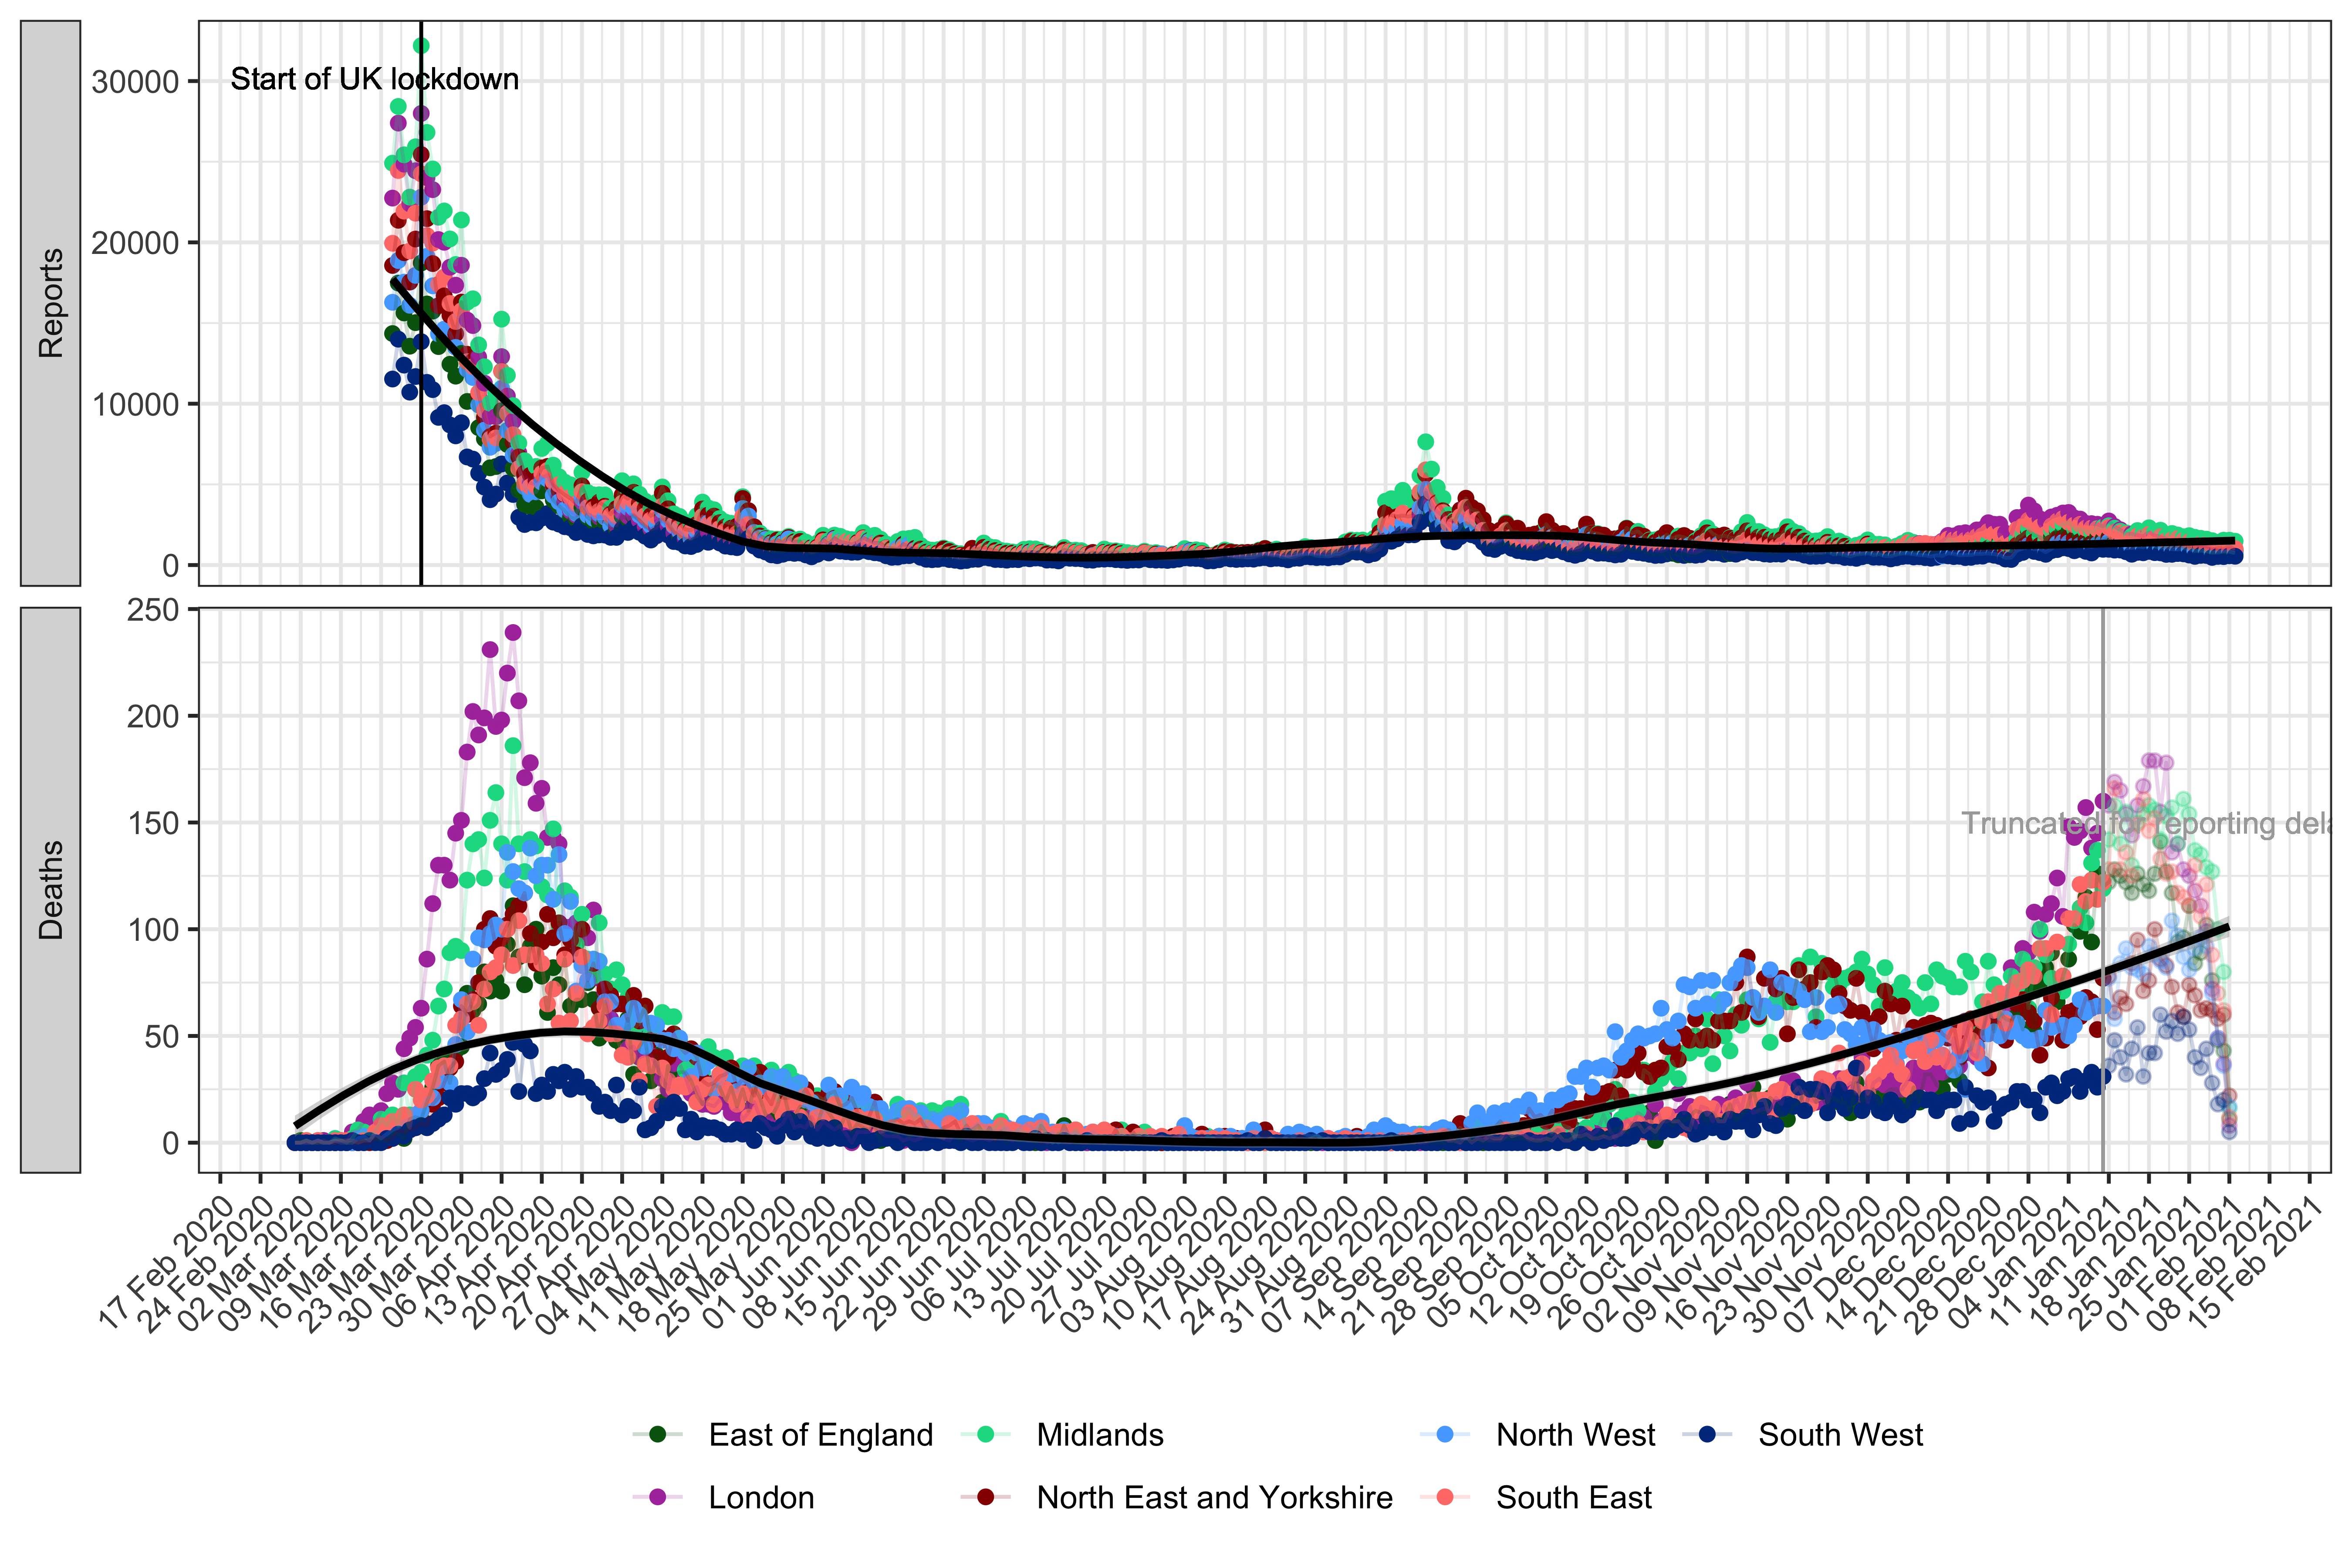 Reports
30000
20000
10000
0
Start of UK lockdown
Deaths
250
200
150
100
50
0
Truncated for reporting dela
17 Feb 2020
24 Feb 2020
02 Mar 2020
09 Mar 2020
16 Mar 2020
23 Mar 2020
30 Mar 2020
06 Apr 2020
13 Apr 2020
20 Apr 2020
27 Apr 2020
04 May 2020
11 May 2020
18 May 2020
25 May 2020
01 Jun 2020
08 Jun 2020
15 Jun 2020
22 Jun 2020
29 Jun 2020
06 Jul 2020
13 Jul 2020
20 Jul 2020
27 Jul 2020
03 Aug 2020
10 Aug 2020
17 Aug 2020
24 Aug 2020
31 Aug 2020
07 Sep 2020
14 Sep 2020
21 Sep 2020
28 Sep 2020
05 Oct 2020
12 Oct 2020
19 Oct 2020
26 Oct 2020
02 Nov 2020
09 Nov 2020
16 Nov 2020
23 Nov 2020
30 Nov 2020
07 Dec 2020
14 Dec 2020
21 Dec 2020
28 Dec 2020
04 Jan 2021
11 Jan 2021
18 Jan 2021
25 Jan 2021
01 Feb 2021
08 Feb 2021
15 Feb 2021
East of England
Midlands
North West
South West
London
North East and Yorkshire
South East